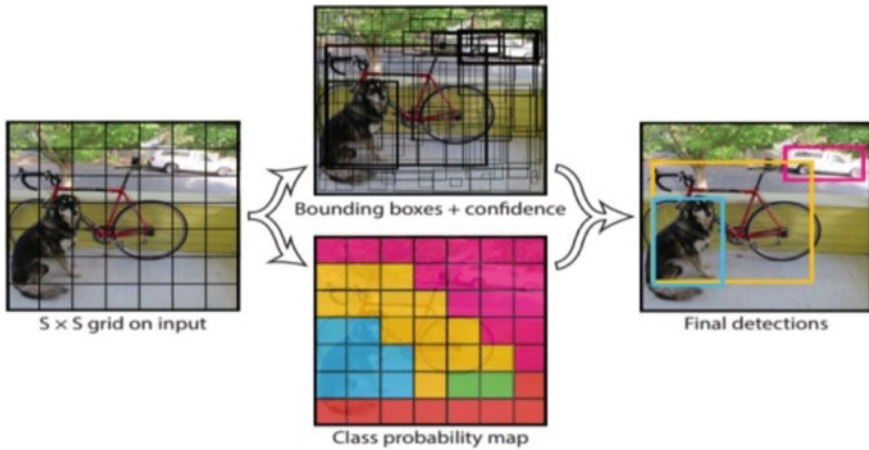 Bounding boxes + confidence
S × S grid on input
Final detections
Class probability map